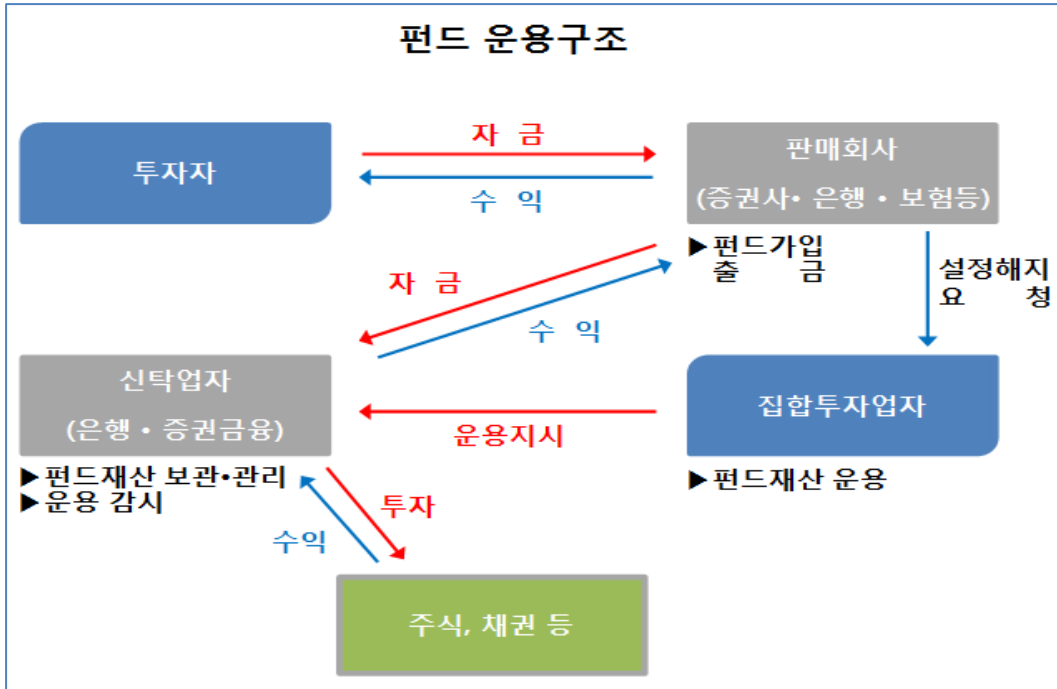 펀드 운용구조
투자자
자 금
수 익
판매회사
(증권사• 은행 • 보험등)
▶펀드가입
출 금
설정해지
요 청
자 금
수 익
신탁업자
(은행 • 증권금융)
▶펀드재산 보관•관리
▶운용 감시
운용지시
집합투자업자
▶펀드재산 운용
투자
수익
주식, 채권 등